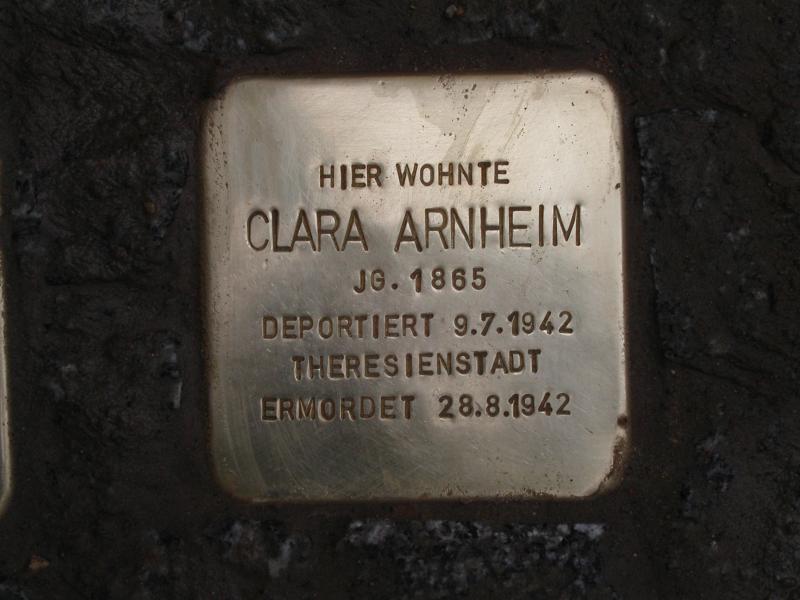 HIER WOHNTE
CLARA ARNHEIM
JG. 1865
DEPORTIERT 9.7.1942
THERESIENSTADT
ERMORDET 28.8.1942